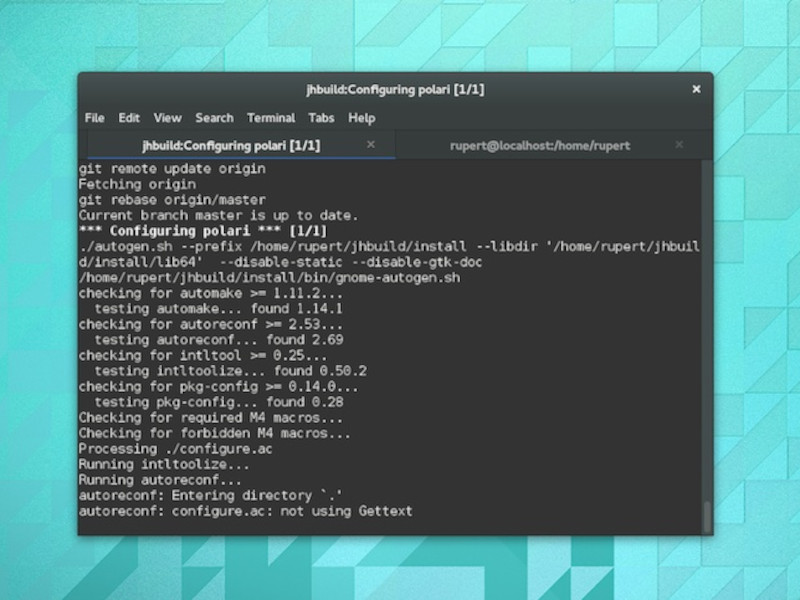 jhbuild:Configuring polari [1/1]
File Edit View Search Terminal Tabs Help
jhbuild:Configuring polari [1/1] rupert@localhost:/home/rupert
git remote update origin
Fetching origin
git rebase origin/master
Current branch master is up to date.
*** Configuring polari *** [1/1]
./autogen.sh --prefix /home/rupert/jhbuild/install --libdir '/home/rupert/jhbuil
d/install/lib64'  --disable-static --disable-gtk-doc
/home/rupert/jhbuild/install/bin/gnome-autogen.sh
checking for automake >= 1.11.2...
  testing automake... found 1.14.1
checking for autoreconf >= 2.53...
  testing autoreconf... found 2.69
checking for intltool >= 0.25...
  testing intltoolize... found 0.50.2
checking for pkg-config >= 0.14.0...
  testing pkg-config... found 0.28
Checking for required M4 macros...
Checking for forbidden M4 macros...
Processing ./configure.ac
Running intltoolize...
Running autoreconf...
autoreconf: Entering directory `.'
autoreconf: configure.ac: not using Gettext